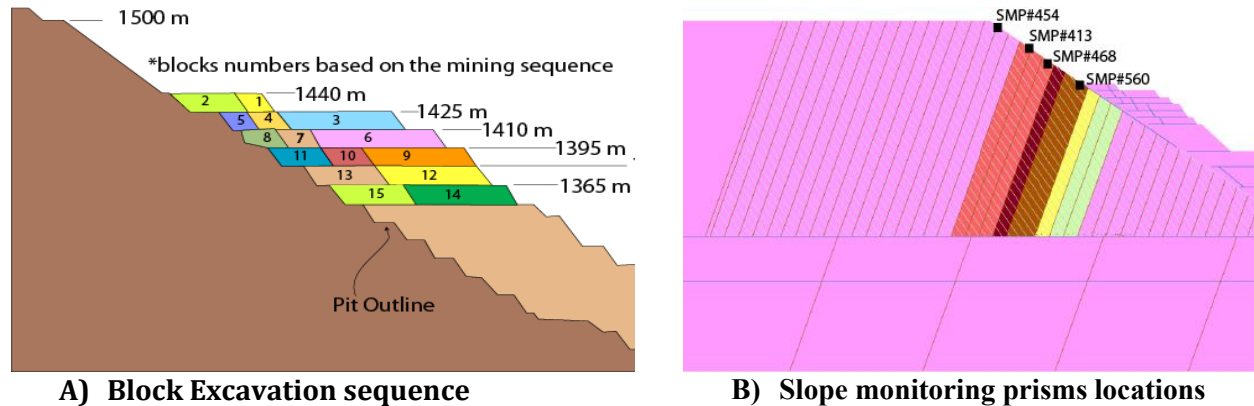 1500 m
*blocks numbers based on the mining sequence
2 1 1440 m
5 4 3 1425 m
8 7 6 1410 m
11 10 9 1395 m
13 12
15 14 1365 m
Pit Outline
A) Block Excavation sequence
SMP#454
SMP#413
SMP#468
SMP#560
B) Slope monitoring prisms locations